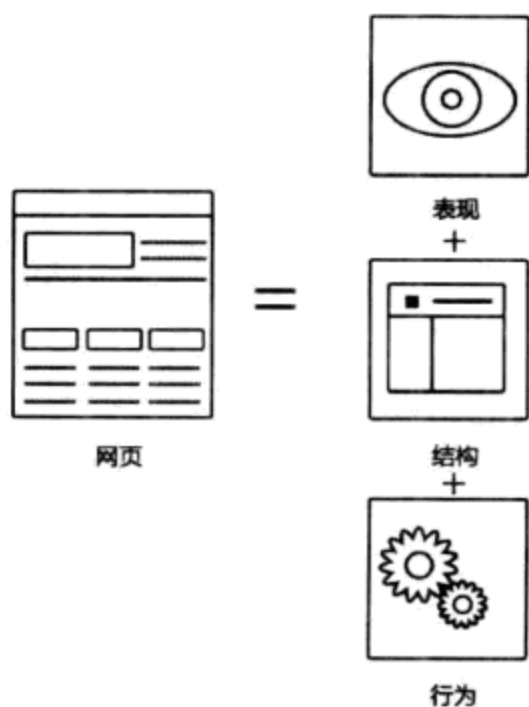 表现
+
网页
=
结构
+
行为